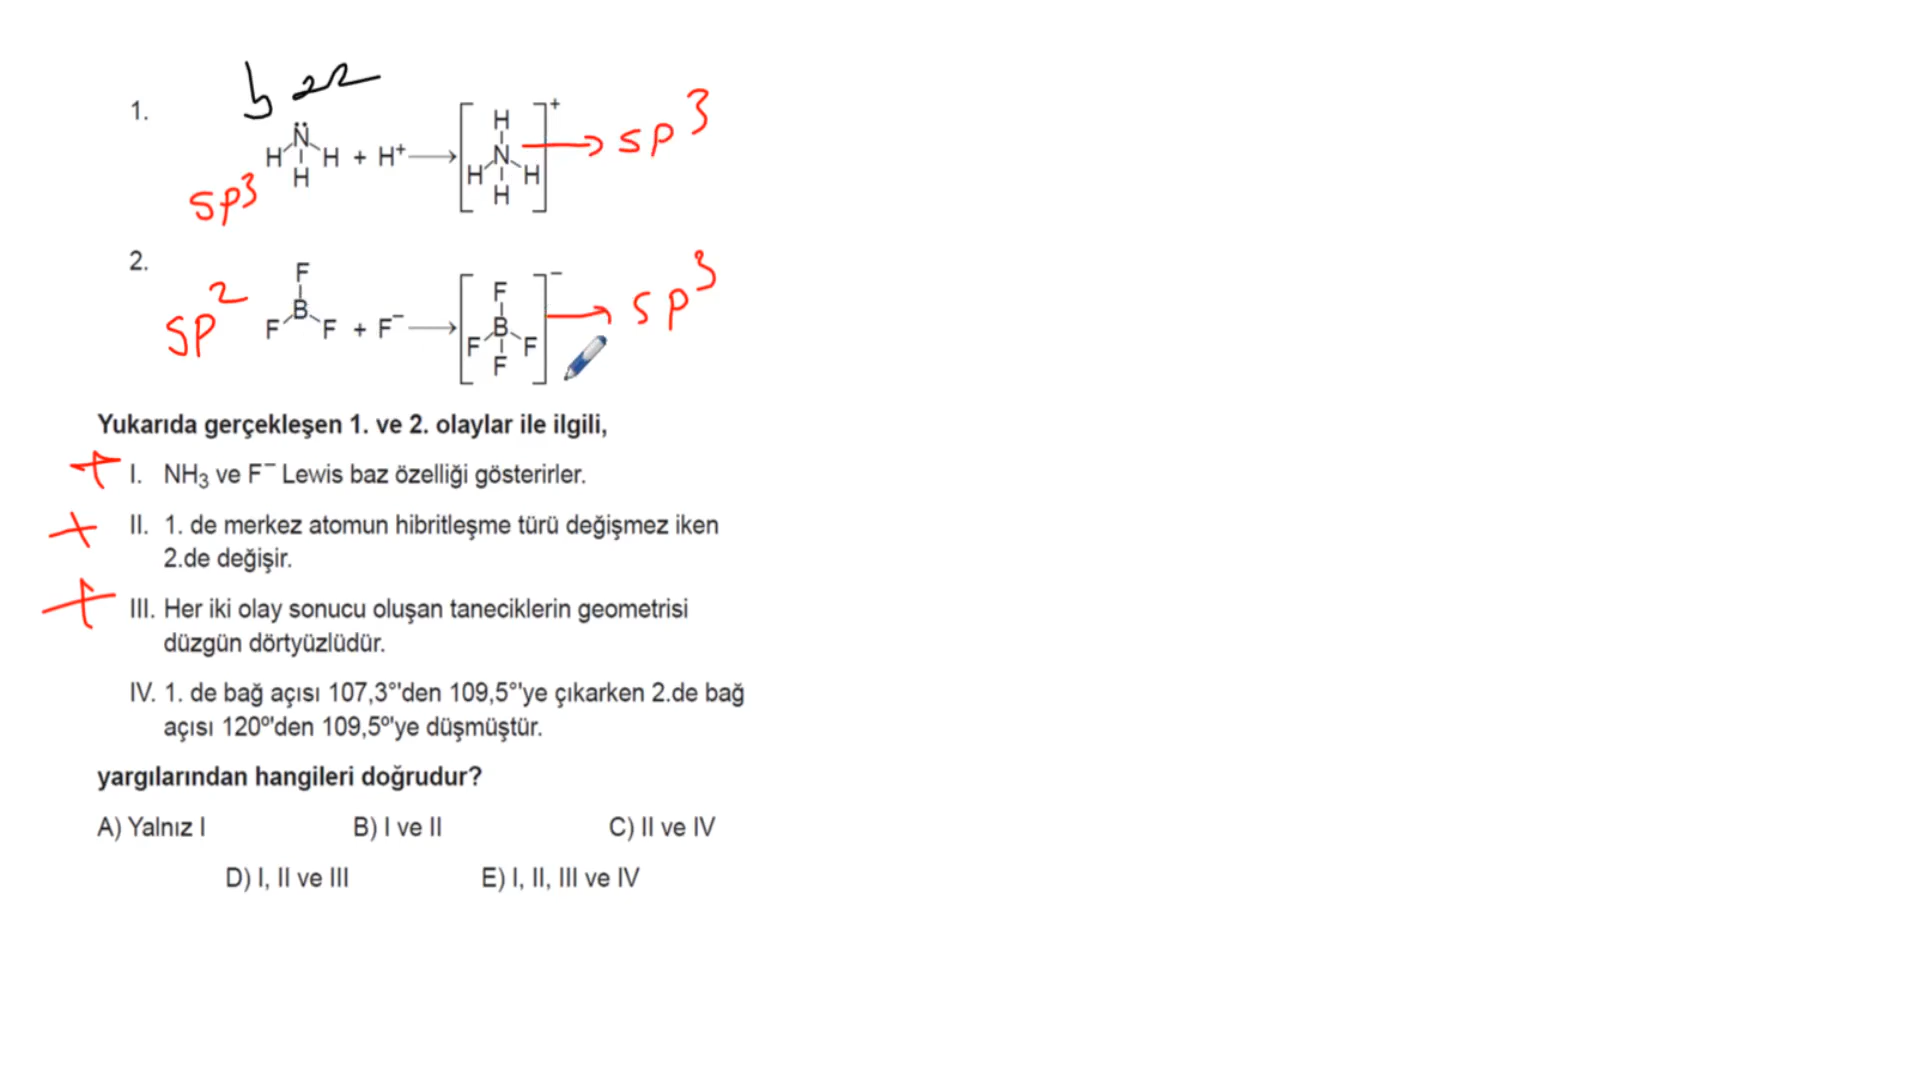 baz
1.
N̈
H H + H⁺ ⟶ [H N H H H]⁺ → sp³
H
sp3
2.
F
sp² B
F F + F⁻ ⟶ [F B F F F]⁻ → sp³
Yukarıda gerçekleşen 1. ve 2. olaylar ile ilgili,
+ I. NH₃ ve F⁻ Lewis baz özelliği gösterirler.
+ II. 1. de merkez atomun hibritleşme türü değişmez iken
2.de değişir.
+ III. Her iki olay sonucu oluşan taneciklerin geometrisi
düzgün dörtyüzlüdür.
IV. 1. de bağ açısı 107,3°'den 109,5°'ye çıkarken 2.de bağ
açısı 120º'den 109,5º'ye düşmüştür.
yargılarından hangileri doğrudur?
A) Yalnız I B) I ve II C) II ve IV
D) I, II ve III E) I, II, III ve IV